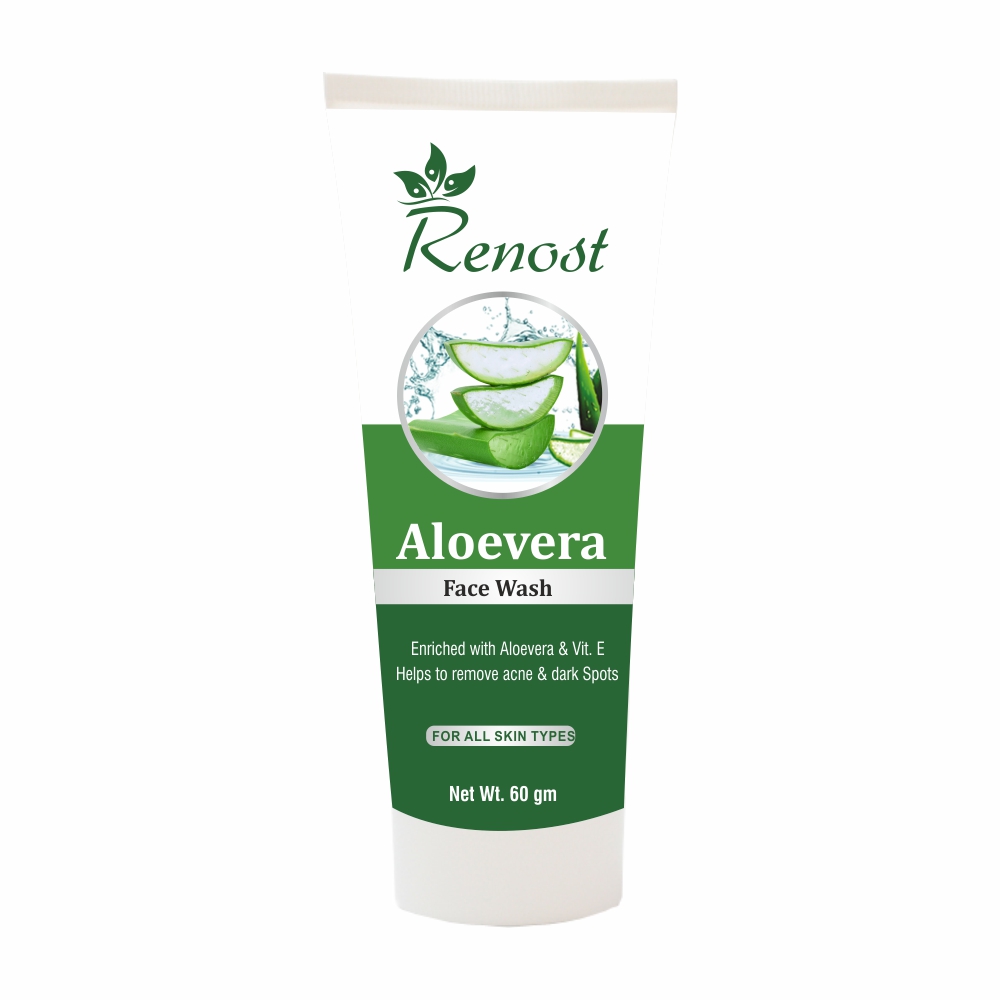 Renost
Aloevera
Face Wash
Enriched with Aloevera & Vit. E
Helps to remove acne & dark Spots
FOR ALL SKIN TYPES
Net Wt. 60 gm